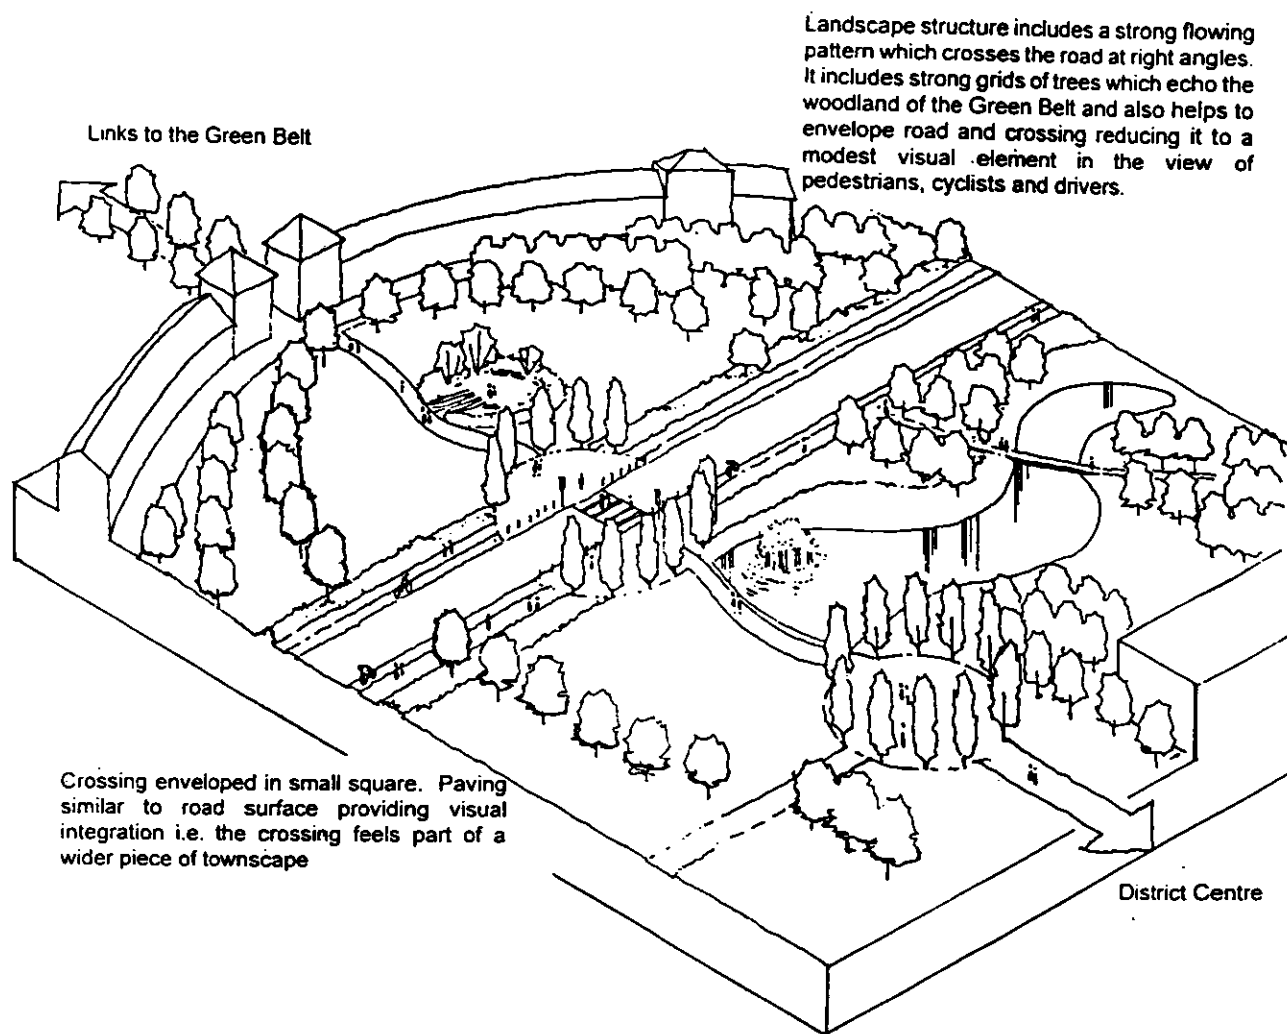 Landscape structure includes a strong flowing
pattern which crosses the road at right angles.
It includes strong grids of trees which echo the
woodland of the Green Belt and also helps to
envelope road and crossing reducing it to a
modest visual element in the view of
pedestrians, cyclists and drivers.
Links to the Green Belt
Crossing enveloped in small square. Paving
similar to road surface providing visual
integration i.e. the crossing feels part of a
wider piece of townscape
District Centre